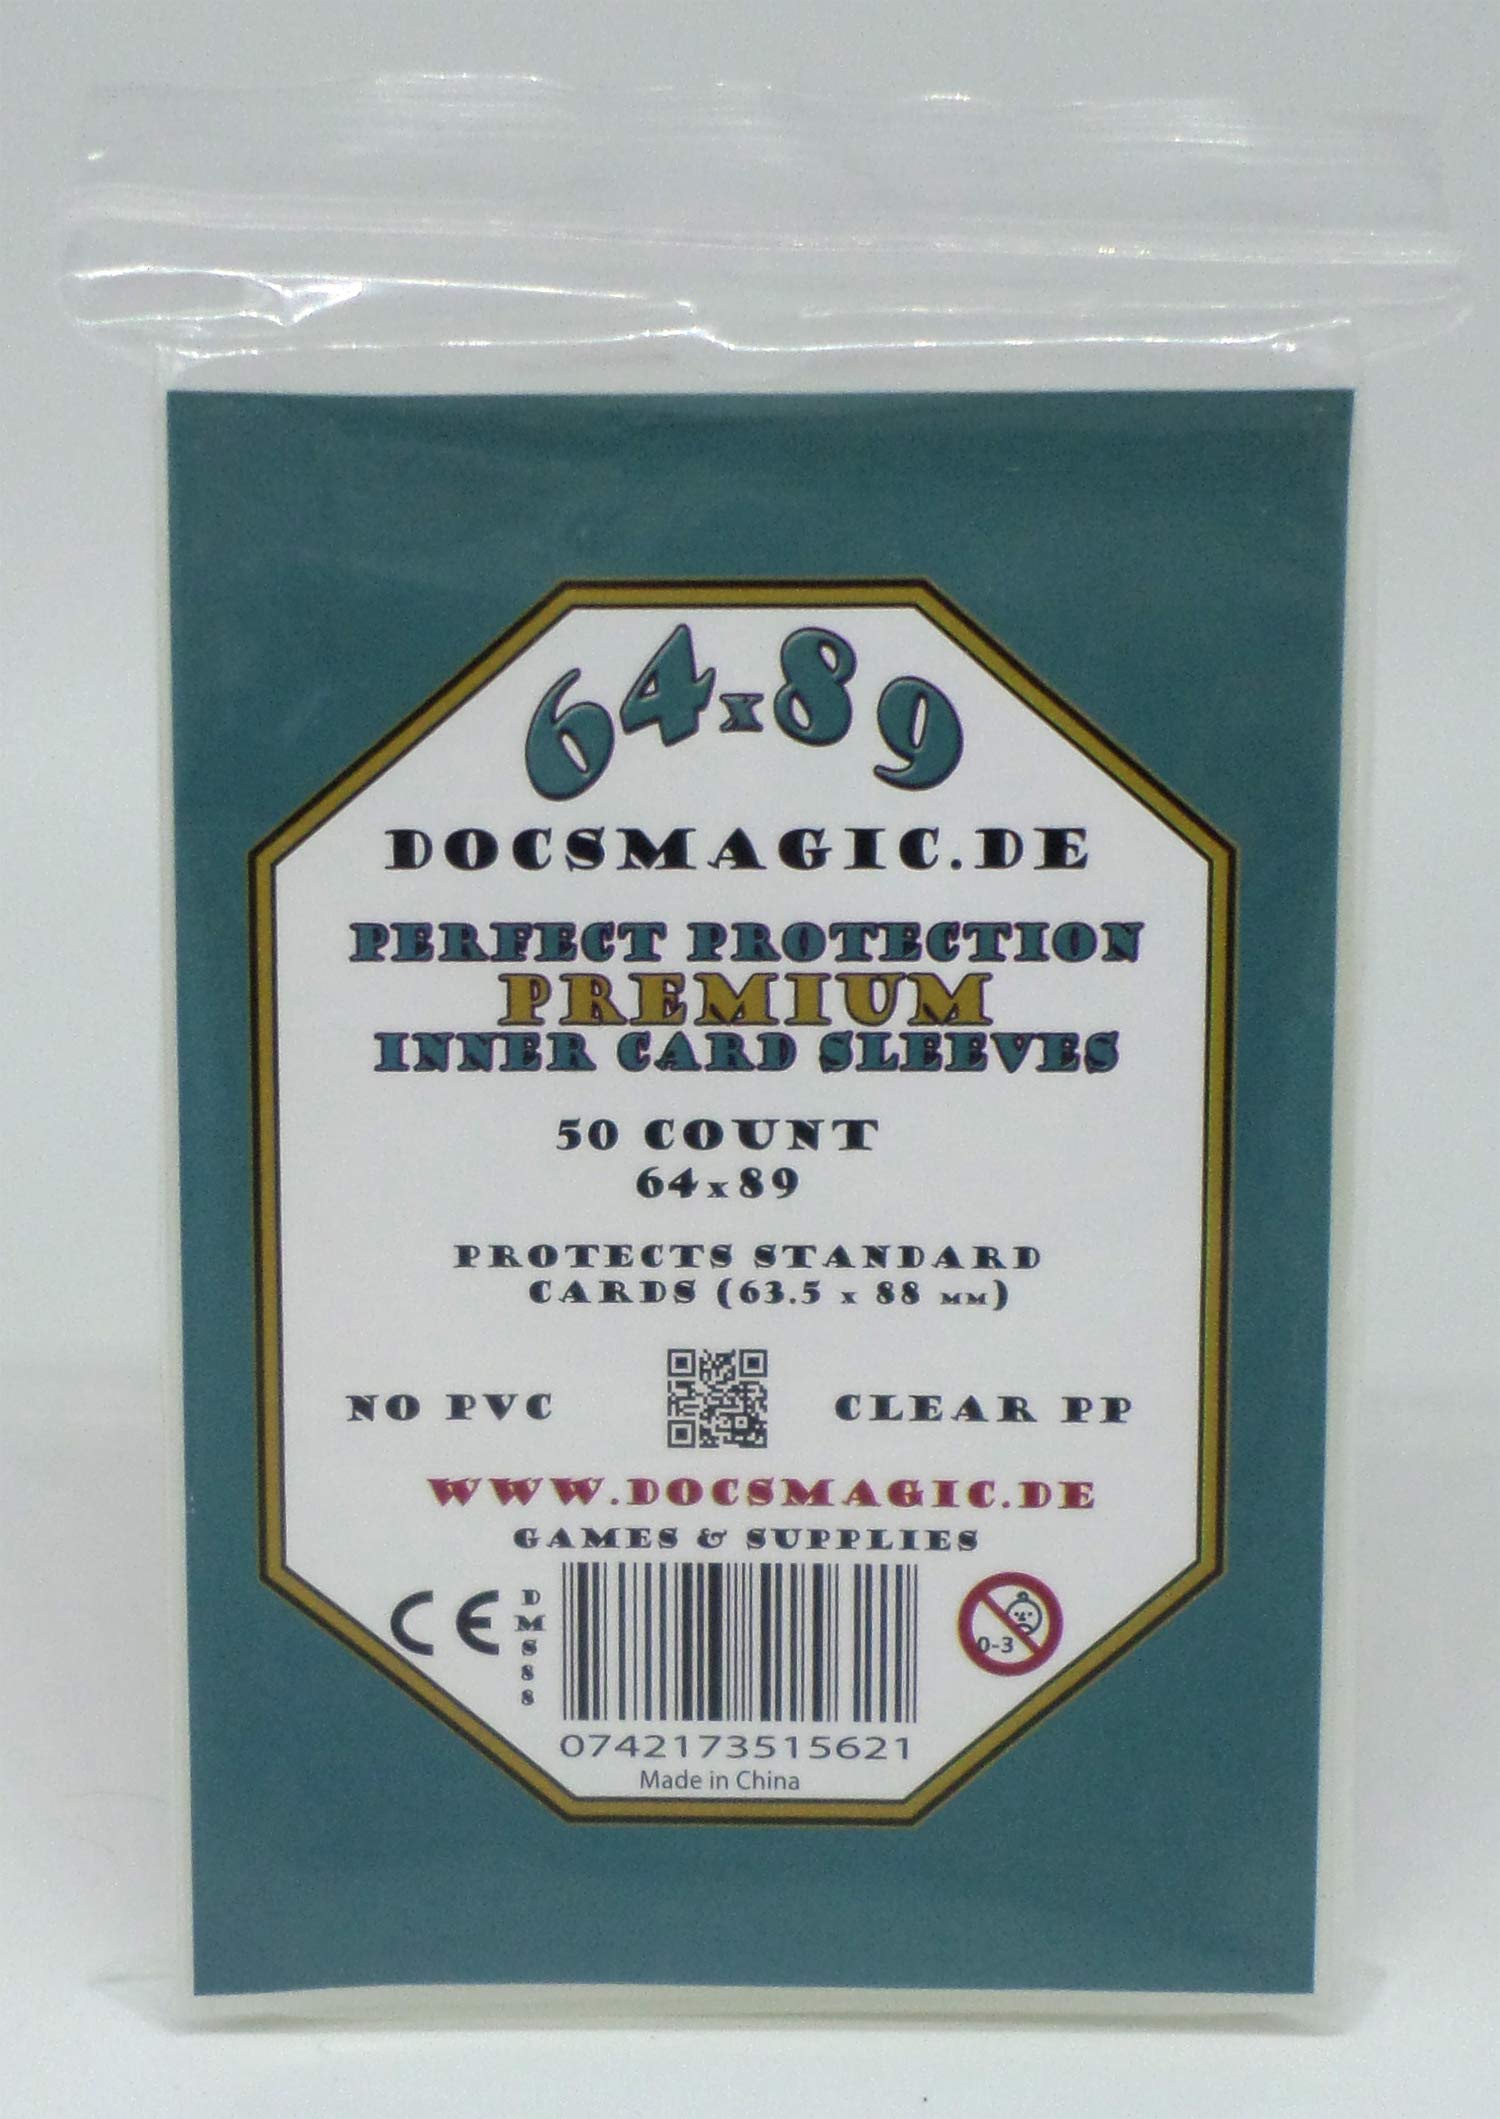 64x89
DOCSMAGIC.DE
PERFECT PROTECTION
PREMIUM
INNER CARD SLEEVES
50 COUNT
64x89
PROTECTS STANDARD
CARDS (63.5 x 88 MM)
NO PVC
CLEAR PP
WWW.DOCSMAGIC.DE
GAMES & SUPPLIES
CE
DMS88
0-3
0742173515621
Made in China